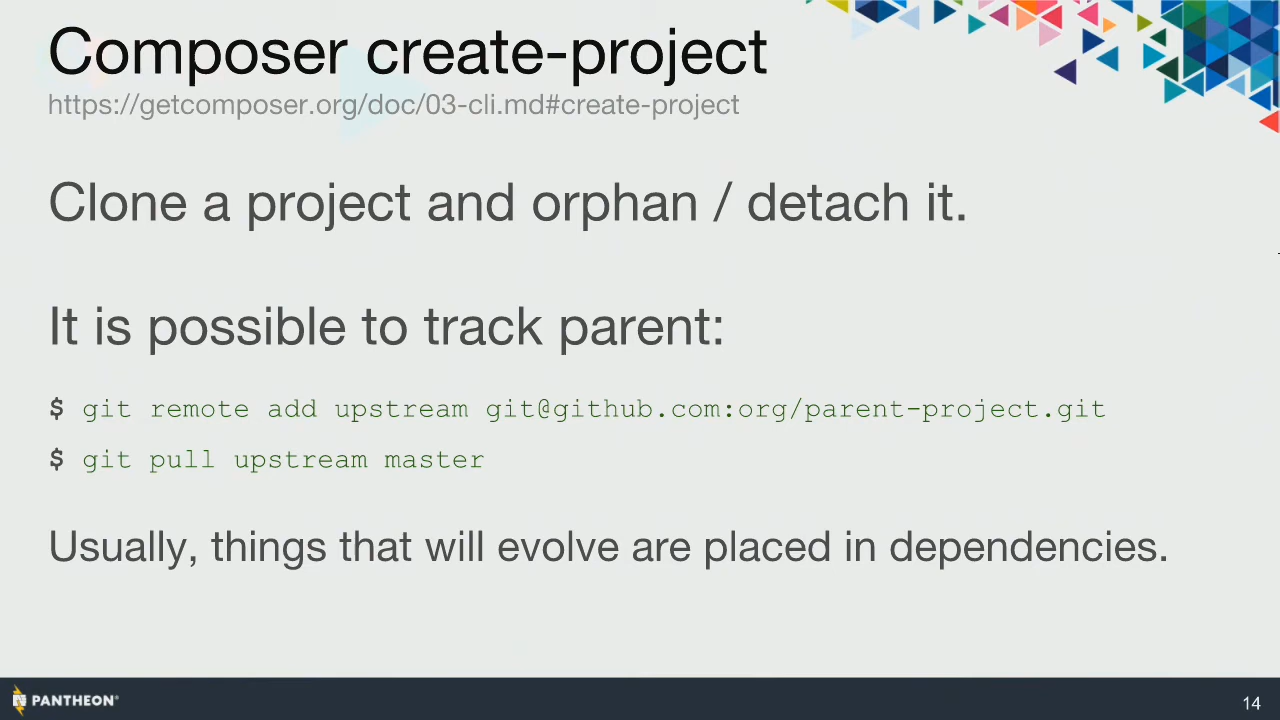 Composer create-project
https://getcomposer.org/doc/03-cli.md#create-project
Clone a project and orphan / detach it.
It is possible to track parent:
$ git remote add upstream git@github.com:org/parent-project.git
$ git pull upstream master
Usually, things that will evolve are placed in dependencies.
PANTHEON®
14